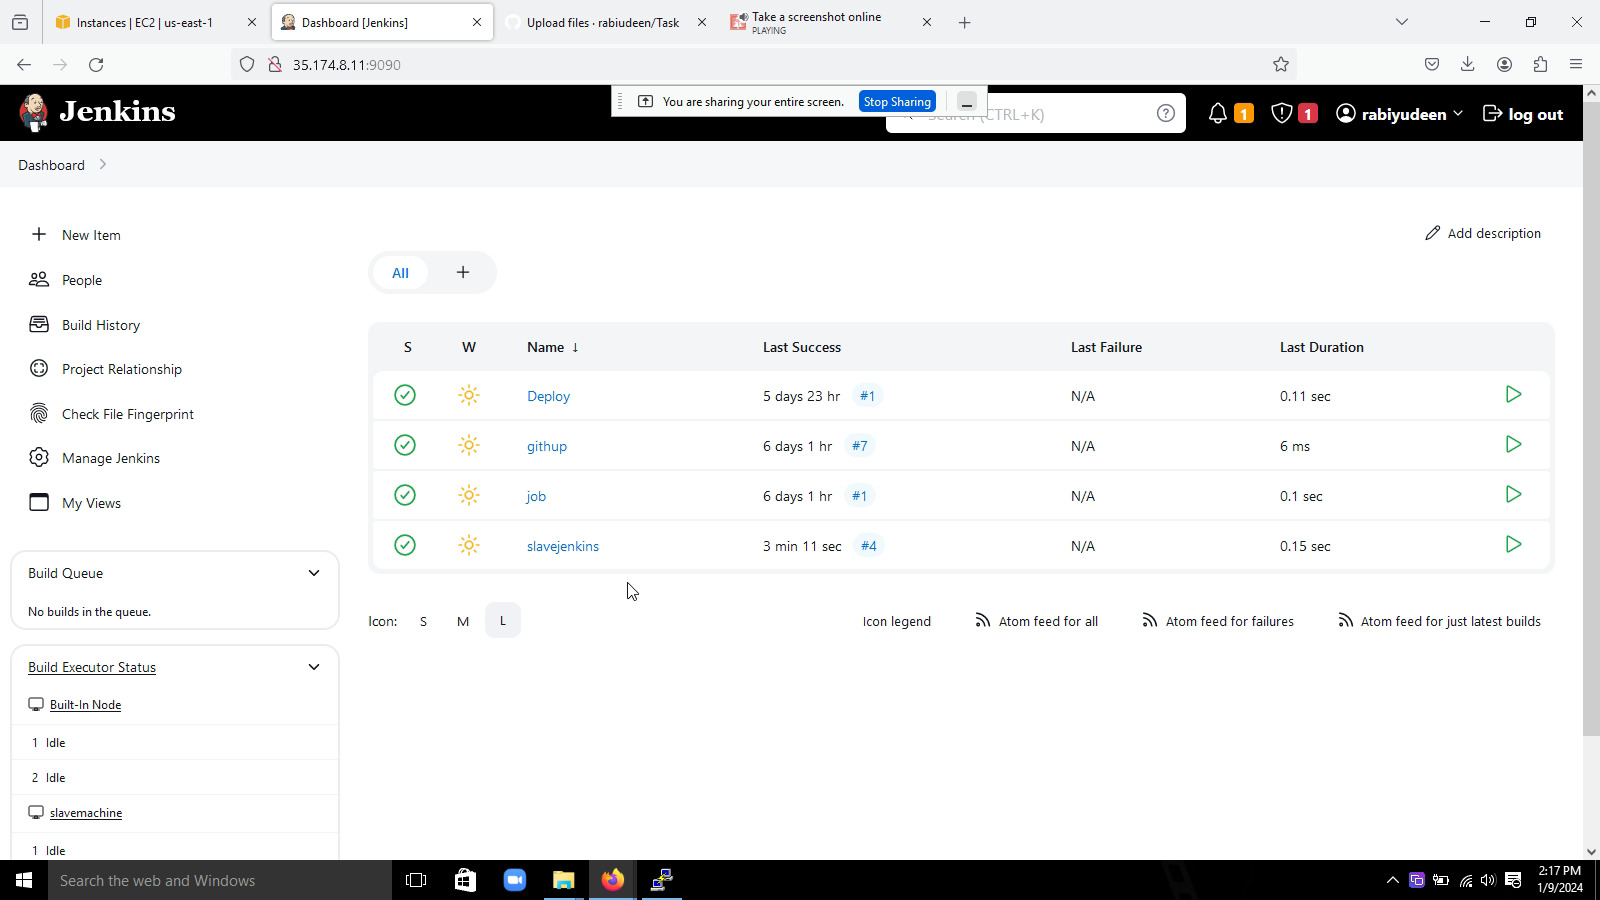 Instances | EC2 | us-east-1
Dashboard [Jenkins]
Upload files · rabiudeen/Task
Take a screenshot online
PLAYING
35.174.8.11:9090
You are sharing your entire screen. Stop Sharing
Jenkins
Search (CTRL+K)
1
1
rabiyudeen
log out
Dashboard
New Item
People
Build History
Project Relationship
Check File Fingerprint
Manage Jenkins
My Views
Add description
All +
S W Name ↓ Last Success Last Failure Last Duration
Deploy 5 days 23 hr #1 N/A 0.11 sec
githup 6 days 1 hr #7 N/A 6 ms
job 6 days 1 hr #1 N/A 0.1 sec
slavejenkins 3 min 11 sec #4 N/A 0.15 sec
Icon: S M L
Icon legend Atom feed for all Atom feed for failures Atom feed for just latest builds
Build Queue
No builds in the queue.
Build Executor Status
Built-In Node
1 Idle
2 Idle
slavemachine
1 Idle
Search the web and Windows
2:17 PM
1/9/2024